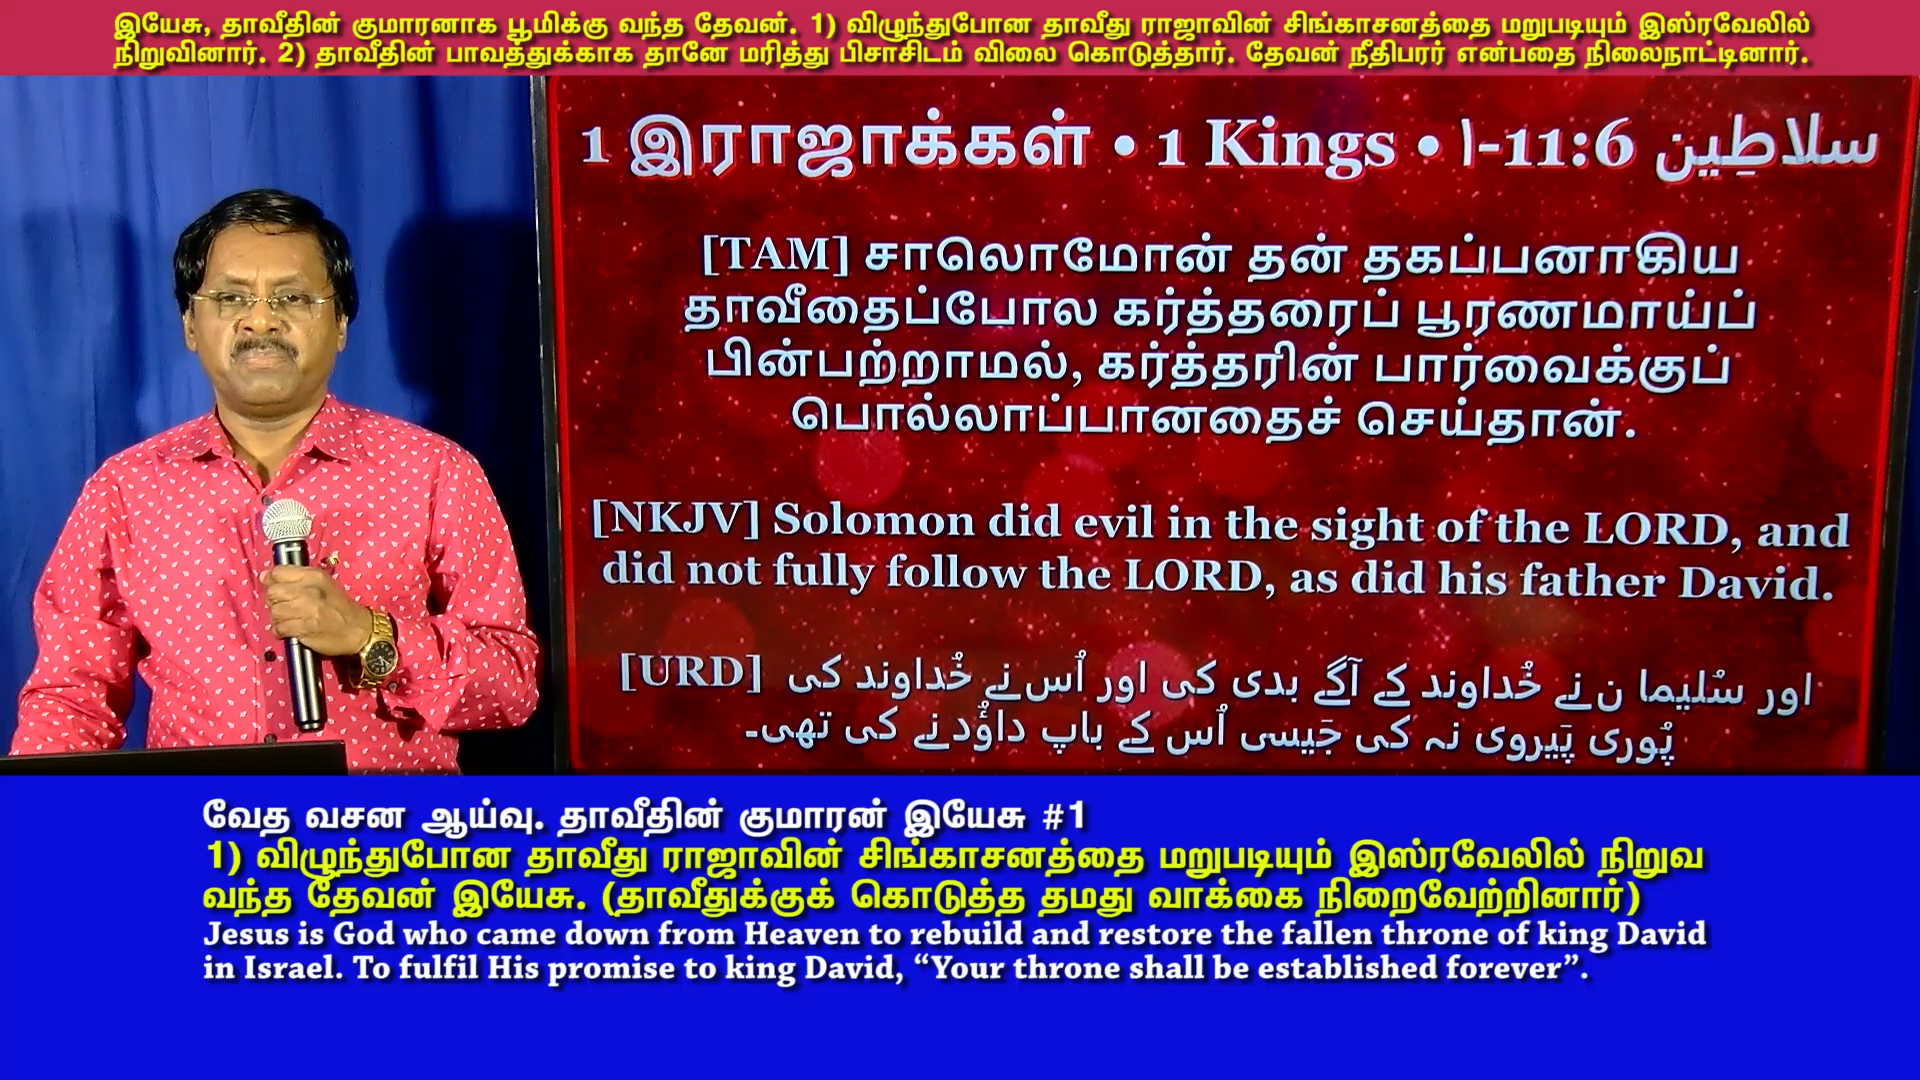 இயேசு, தாவீதின் குமாரனாக பூமிக்கு வந்த தேவன். 1) விழுந்துபோன தாவீது ராஜாவின் சிங்காசனத்தை மறுபடியும் இஸ்ரவேலில்
நிறுவினார். 2) தாவீதின் பாவத்துக்காக தானே மரித்து பிசாசிடம் விலை கொடுத்தார். தேவன் நீதிபரர் என்பதை நிலைநாட்டினார்.
1 இராஜாக்கள் • 1 Kings • ۱-سلاطِین 11:6
[TAM] சாலொமோன் தன் தகப்பனாகிய
தாவீதைப்போல கர்த்தரைப் பூரணமாய்ப்
பின்பற்றாமல், கர்த்தரின் பார்வைக்குப்
பொல்லாப்பானதைச் செய்தான்.
[NKJV] Solomon did evil in the sight of the LORD, and
did not fully follow the LORD, as did his father David.
[URD] اور سُلیما ن نے خُداوند کے آگے بدی کی اور اُس نے خُداوند کی
پُوری پَیروی نہ کی جَیسی اُس کے باپ داؤُد نے کی تھی۔
வேத வசன ஆய்வு. தாவீதின் குமாரன் இயேசு #1
1) விழுந்துபோன தாவீது ராஜாவின் சிங்காசனத்தை மறுபடியும் இஸ்ரவேலில் நிறுவ
வந்த தேவன் இயேசு. (தாவீதுக்குக் கொடுத்த தமது வாக்கை நிறைவேற்றினார்)
Jesus is God who came down from Heaven to rebuild and restore the fallen throne of king David
in Israel. To fulfil His promise to king David, “Your throne shall be established forever”.